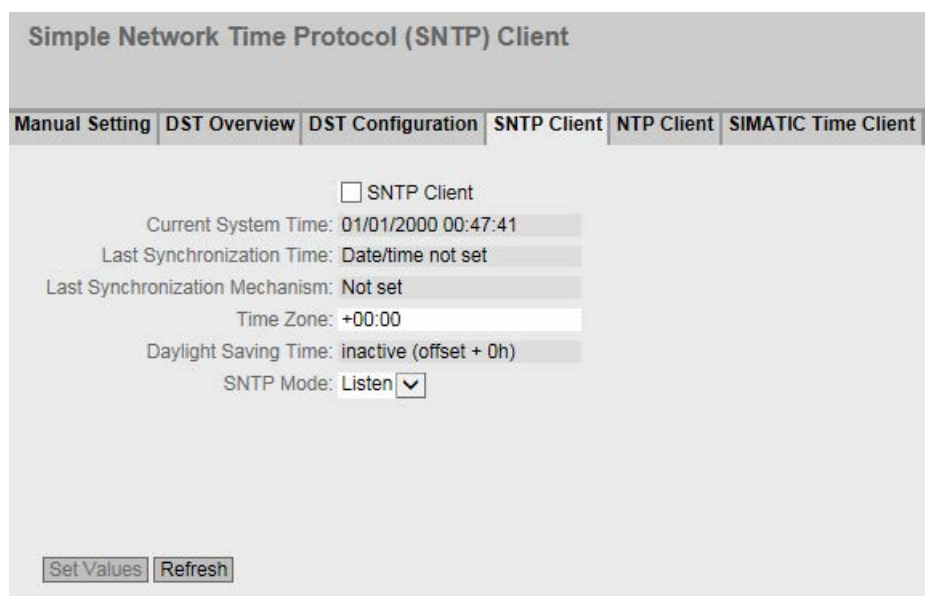 Simple Network Time Protocol (SNTP) Client
Manual Setting DST Overview DST Configuration SNTP Client NTP Client SIMATIC Time Client
SNTP Client
Current System Time: 01/01/2000 00:47:41
Last Synchronization Time: Date/time not set
Last Synchronization Mechanism: Not set
Time Zone: +00:00
Daylight Saving Time: inactive (offset + 0h)
SNTP Mode: Listen
Set Values Refresh